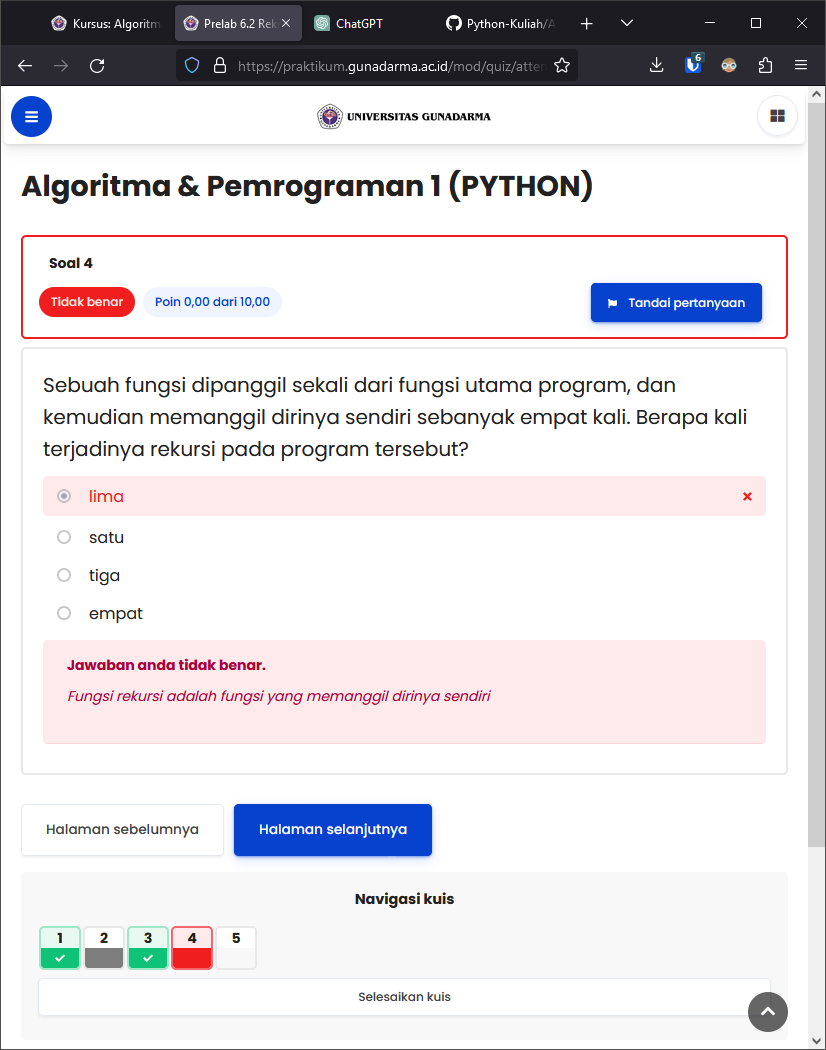 Kursus: Algoritm
Prelab 6.2 Rek
ChatGPT
Python-Kuliah/A
https://praktikum.gunadarma.ac.id/mod/quiz/atten
6
UNIVERSITAS GUNADARMA
Algoritma & Pemrograman 1 (PYTHON)
Soal 4
Tidak benar
Poin 0,00 dari 10,00
Tandai pertanyaan
Sebuah fungsi dipanggil sekali dari fungsi utama program, dan
kemudian memanggil dirinya sendiri sebanyak empat kali. Berapa kali
terjadinya rekursi pada program tersebut?
lima
satu
tiga
empat
Jawaban anda tidak benar.
Fungsi rekursi adalah fungsi yang memanggil dirinya sendiri
Halaman sebelumnya
Halaman selanjutnya
Navigasi kuis
1 2 3 4 5
Selesaikan kuis